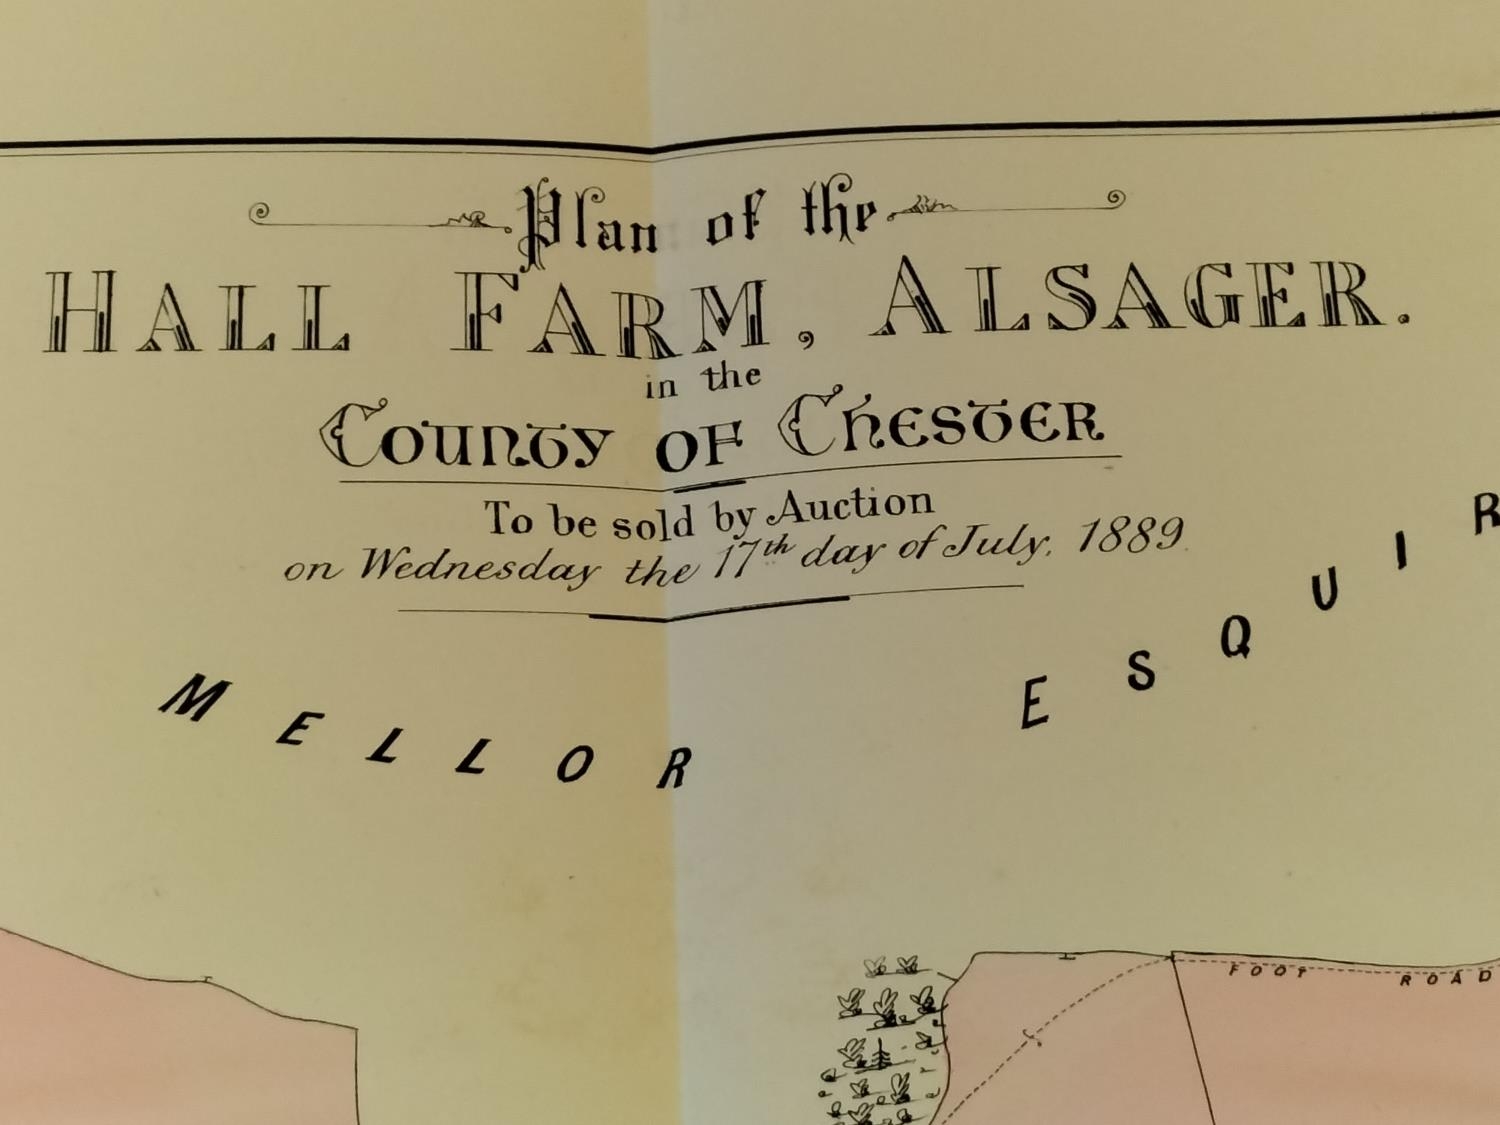 Plan of the
HALL FARM, ALSAGER.
in the
COUNTY OF CHESTER
To be sold by Auction
on Wednesday the 17th day of July, 1889.
MELLOR ESQUIR
FOOT ROAD